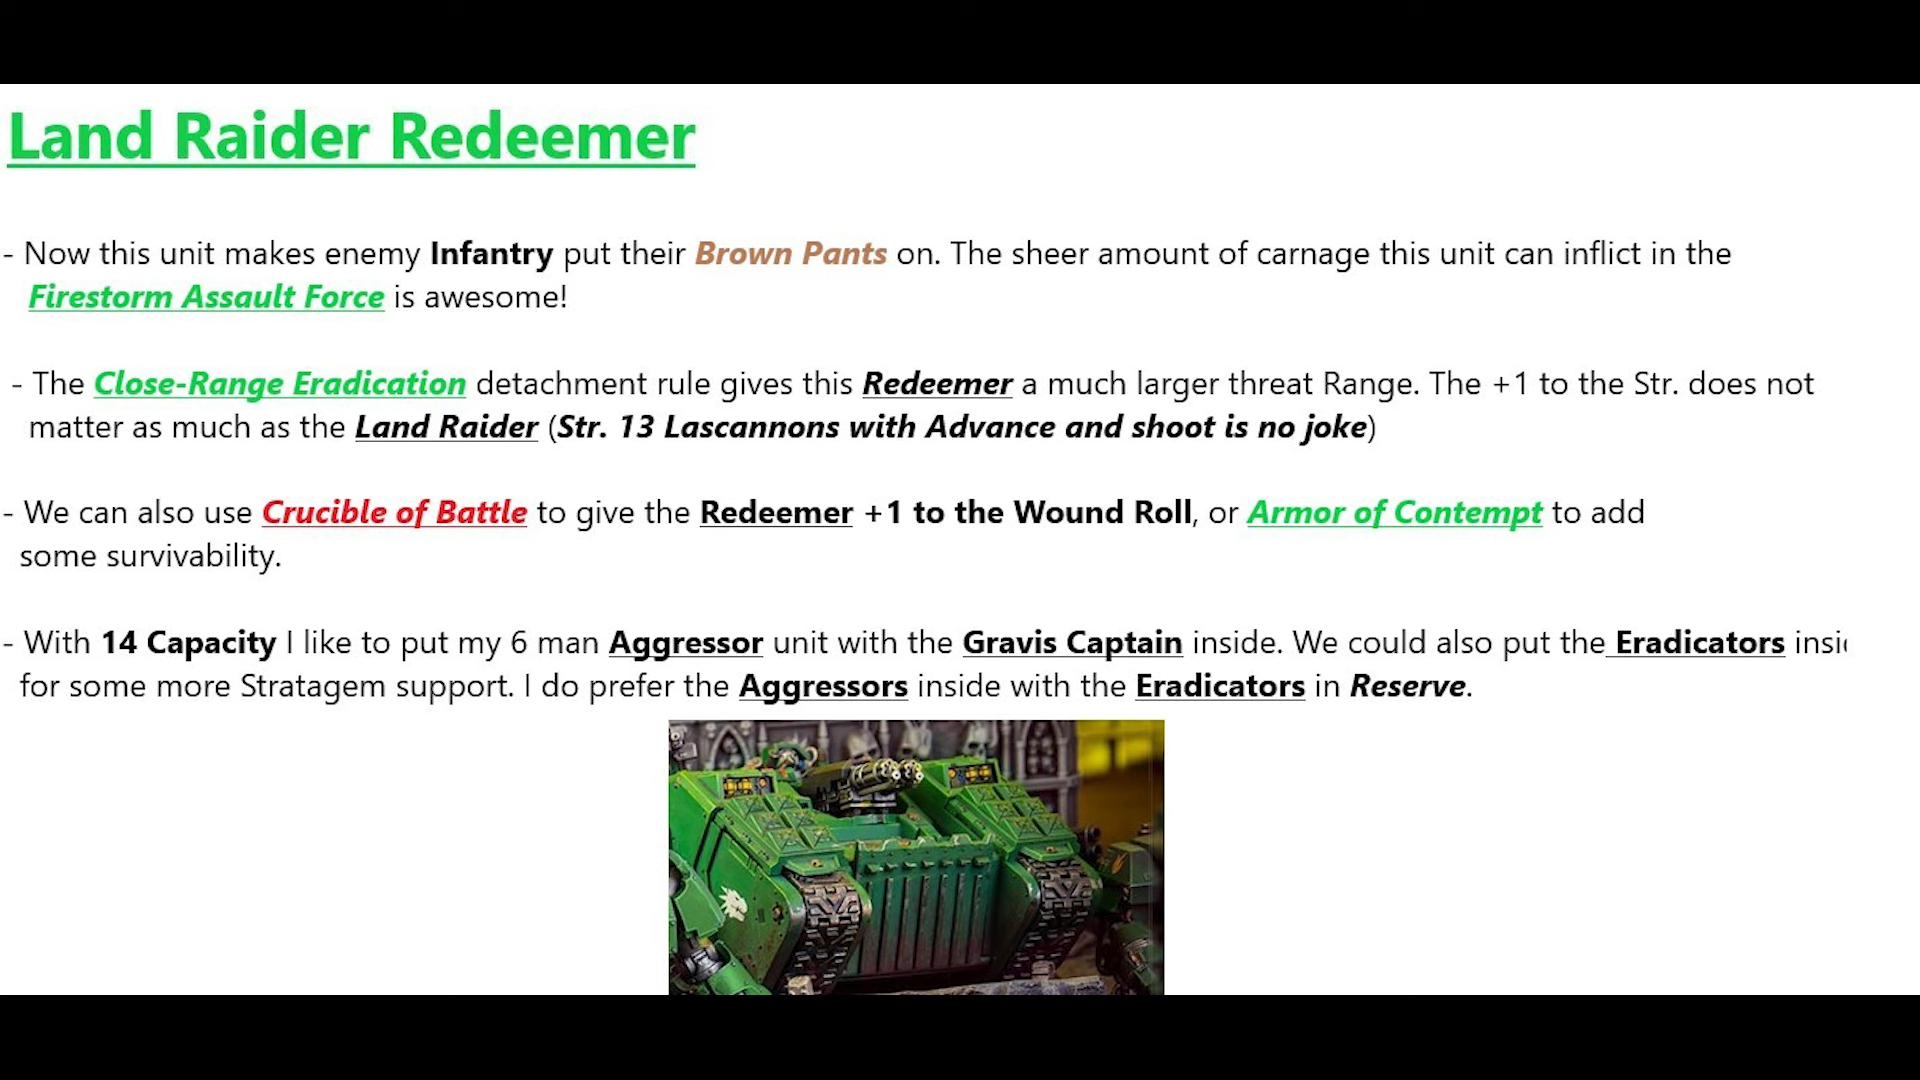 Land Raider Redeemer
- Now this unit makes enemy Infantry put their Brown Pants on. The sheer amount of carnage this unit can inflict in the
Firestorm Assault Force is awesome!
- The Close-Range Eradication detachment rule gives this Redeemer a much larger threat Range. The +1 to the Str. does not
matter as much as the Land Raider (Str. 13 Lascannons with Advance and shoot is no joke)
- We can also use Crucible of Battle to give the Redeemer +1 to the Wound Roll, or Armor of Contempt to add
some survivability.
- With 14 Capacity I like to put my 6 man Aggressor unit with the Gravis Captain inside. We could also put the Eradicators
for some more Stratagem support. I do prefer the Aggressors inside with the Eradicators in Reserve.